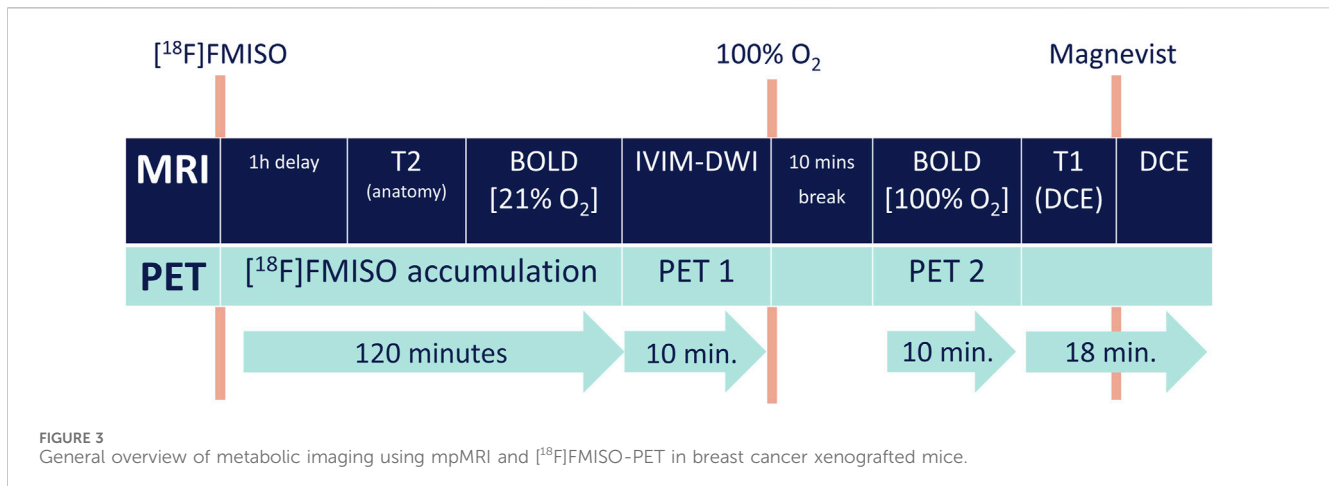 [¹⁸F]FMISO
100% O₂
Magnevist
MRI
1h delay
T2
(anatomy)
BOLD
[21% O₂]
IVIM-DWI
10 mins
break
BOLD
[100% O₂]
T1
(DCE)
DCE
PET
[¹⁸F]FMISO accumulation
PET 1
PET 2
120 minutes
10 min.
10 min.
18 min.
FIGURE 3
General overview of metabolic imaging using mpMRI and [¹⁸F]FMISO-PET in breast cancer xenografted mice.